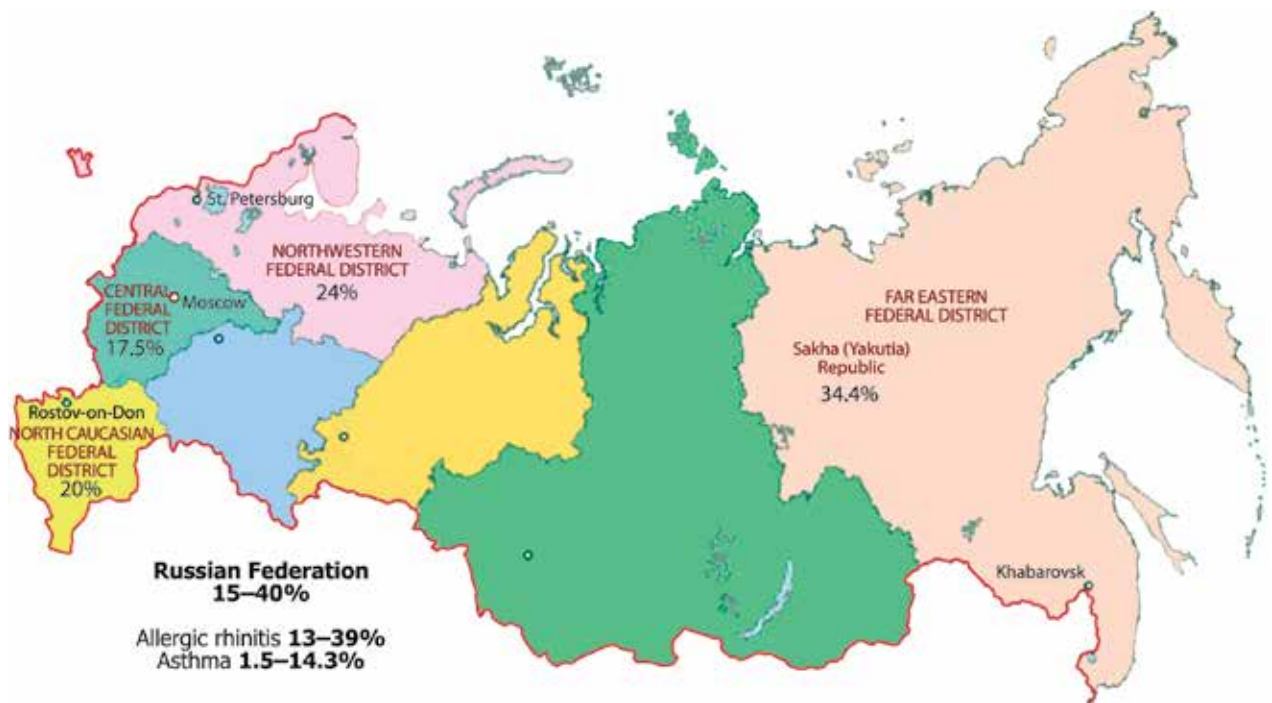 St. Petersburg
NORTHWESTERN
FEDERAL DISTRICT
24%
CENTRAL
FEDERAL
DISTRICT
17.5%
Moscow
Rostov-on-Don
NORTH CAUCASIAN
FEDERAL
DISTRICT
20%
FAR EASTERN
FEDERAL DISTRICT
Sakha (Yakutia)
Republic
34.4%
Khabarovsk
Russian Federation
15–40%
Allergic rhinitis 13–39%
Asthma 1.5–14.3%